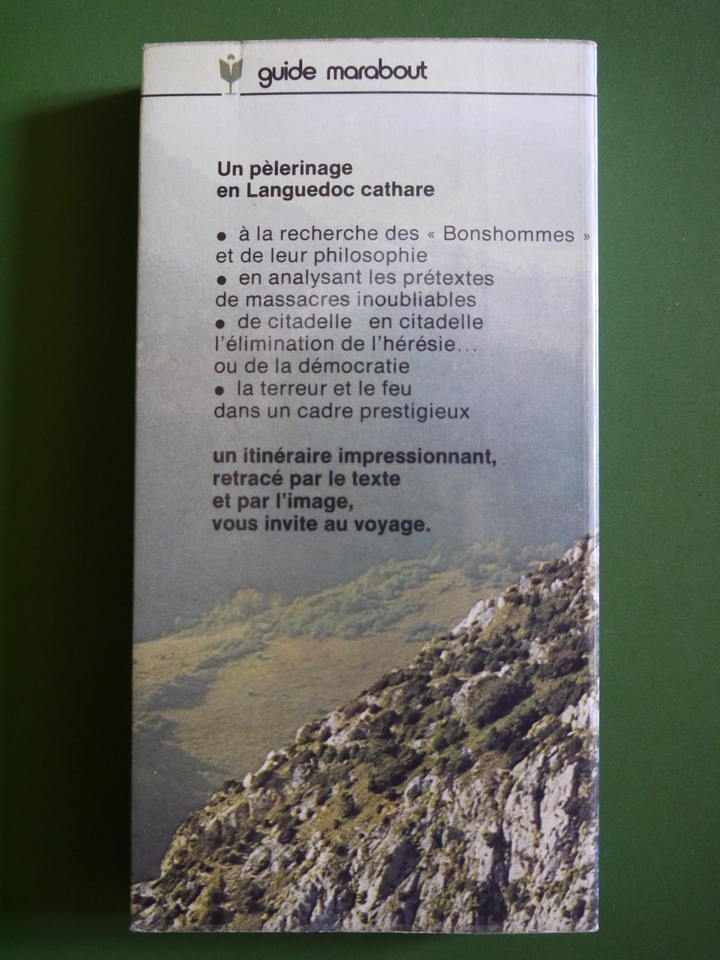 guide marabout
Un pèlerinage
en Languedoc cathare
● à la recherche des « Bonshommes »
et de leur philosophie
● en analysant les prétextes
de massacres inoubliables
● de citadelle en citadelle
l'élimination de l'hérésie...
ou de la démocratie
● la terreur et le feu
dans un cadre prestigieux
un itinéraire impressionnant,
retracé par le texte
et par l'image,
vous invite au voyage.